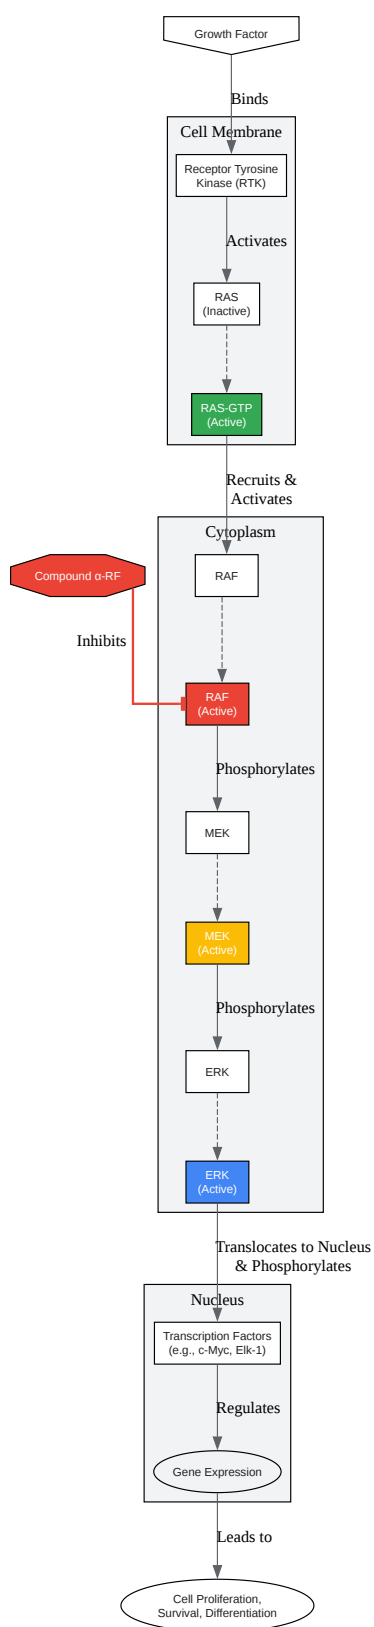 Growth Factor
Binds
Cell Membrane
Receptor Tyrosine
Kinase (RTK)
Activates
RAS
(Inactive)
RAS-GTP
(Active)
Recruits &
Activates
Cytoplasm
RAF
Compound α-RF
Inhibits
RAF
(Active)
Phosphorylates
MEK
MEK
(Active)
Phosphorylates
ERK
ERK
(Active)
Translocates to Nucleus
& Phosphorylates
Nucleus
Transcription Factors
(e.g., c-Myc, Elk-1)
Regulates
Gene Expression
Leads to
Cell Proliferation,
Survival, Differentiation